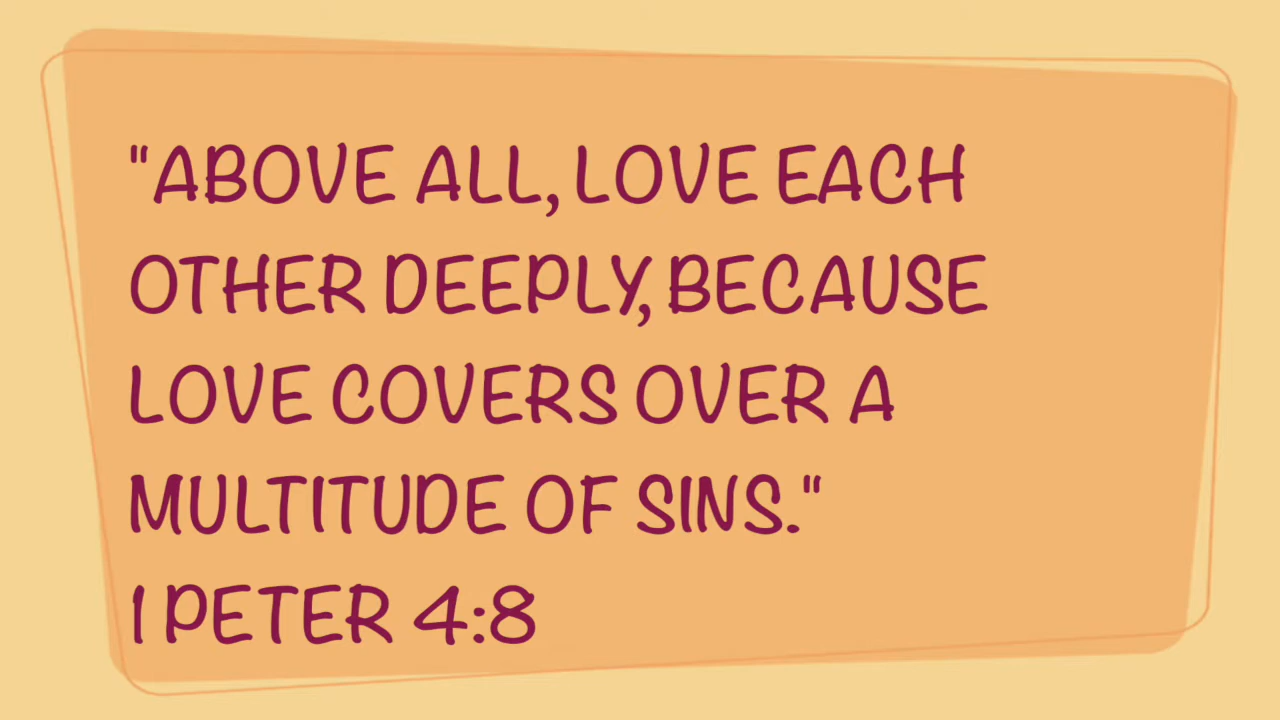 "ABOVE ALL, LOVE EACH
OTHER DEEPLY, BECAUSE
LOVE COVERS OVER A
MULTITUDE OF SINS."
1 PETER 4:8